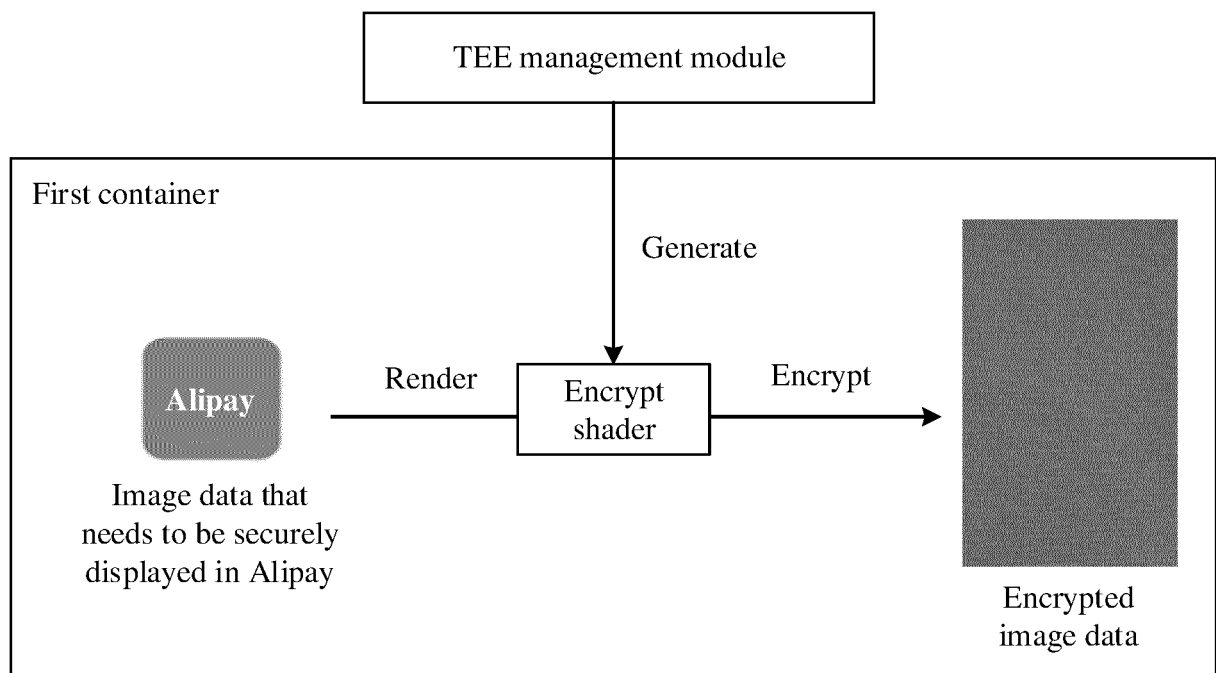 TEE management module
First container
Generate
Render
Encrypt
Alipay
Encrypt
shader
Image data that
needs to be securely
displayed in Alipay
Encrypted
image data